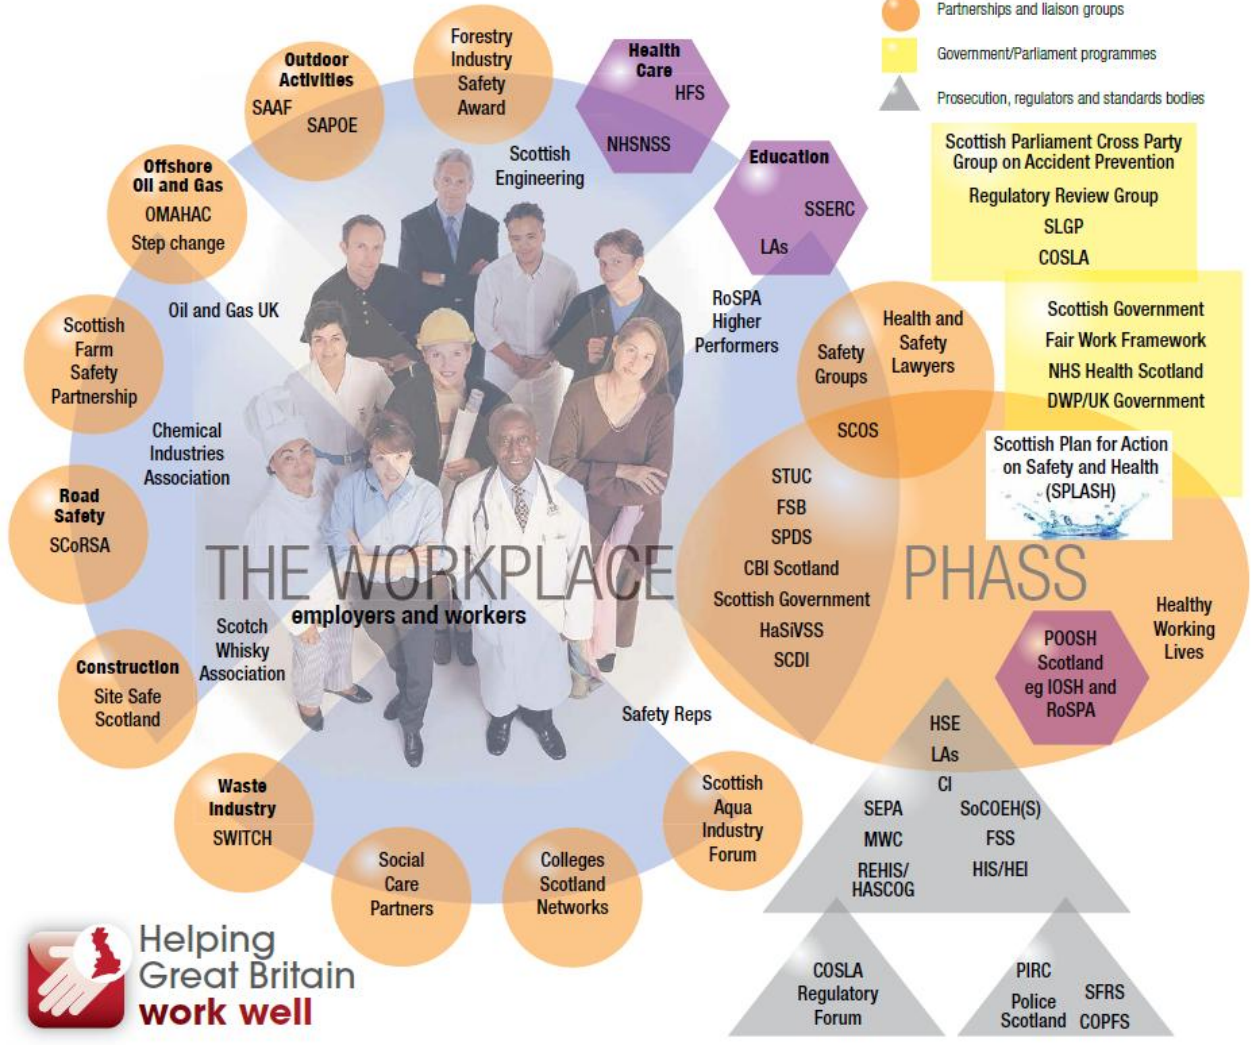 Partnerships and liaison groups
Government/Parliament programmes
Prosecution, regulators and standards bodies
Forestry
Industry
Safety
Award
Outdoor
Activities
SAAF
SAPOE
Health
Care
HFS
NHSNSS
Scottish
Engineering
Education
SSERC
LAs
Offshore
Oil and Gas
OMAHAC
Step change
Oil and Gas UK
Scottish
Farm
Safety
Partnership
Chemical
Industries
Association
Road
Safety
SCoRSA
RoSPA
Higher
Performers
Safety
Groups
Health and
Safety
Lawyers
SCOS
Scottish Parliament Cross Party
Group on Accident Prevention
Regulatory Review Group
SLGP
COSLA
Scottish Government
Fair Work Framework
NHS Health Scotland
DWP/UK Government
Scottish Plan for Action
on Safety and Health
(SPLASH)
STUC
FSB
SPDS
CBI Scotland
Scottish Government
HaSiVSS
SCDI
THE WORKPLACE
employers and workers
PHASS
Healthy
Working
Lives
POOSH
Scotland
eg IOSH and
RoSPA
Scotch
Whisky
Association
Construction
Site Safe
Scotland
Safety Reps
Waste
Industry
SWITCH
Social
Care
Partners
Colleges
Scotland
Networks
Scottish
Aqua
Industry
Forum
HSE
LAs
CI
SEPA
MWC
REHIS/
HASCOG
SoCOEH(S)
FSS
HIS/HEI
COSLA
Regulatory
Forum
PIRC
Police
Scotland
SFRS
COPFS
Helping
Great Britain
work well